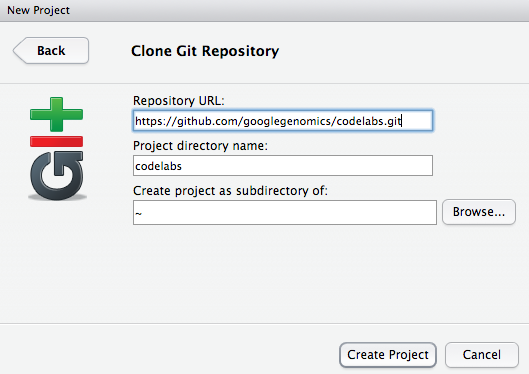 New Project
Back
Clone Git Repository
Repository URL:
https://github.com/googlegenomics/codelabs.git
Project directory name:
codelabs
Create project as subdirectory of:
~
Browse...
Create Project
Cancel